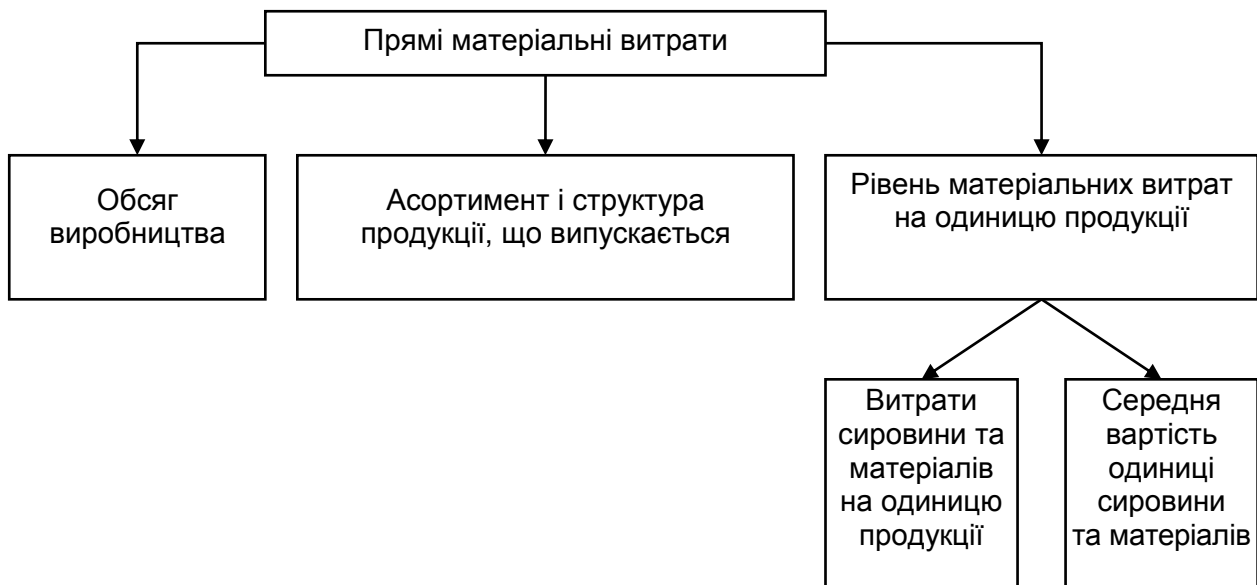 Прямі матеріальні витрати
Обсяг
виробництва
Асортимент і структура
продукції, що випускається
Рівень матеріальних витрат
на одиницю продукції
Витрати
сировини та
матеріалів
на одиницю
продукції
Середня
вартість
одиниці
сировини
та матеріалів